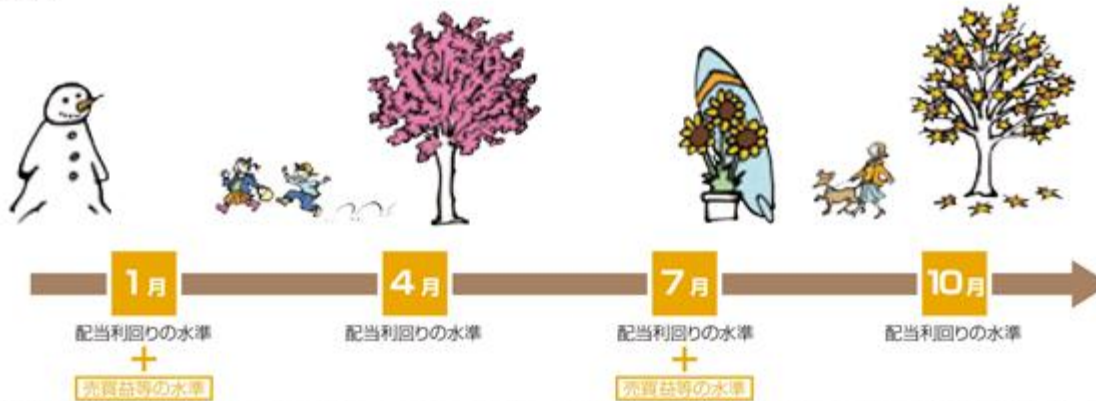 1月
4月
7月
10月
配当利回りの水準
配当利回りの水準
配当利回りの水準
配当利回りの水準
+
+
売買益等の水準
売買益等の水準